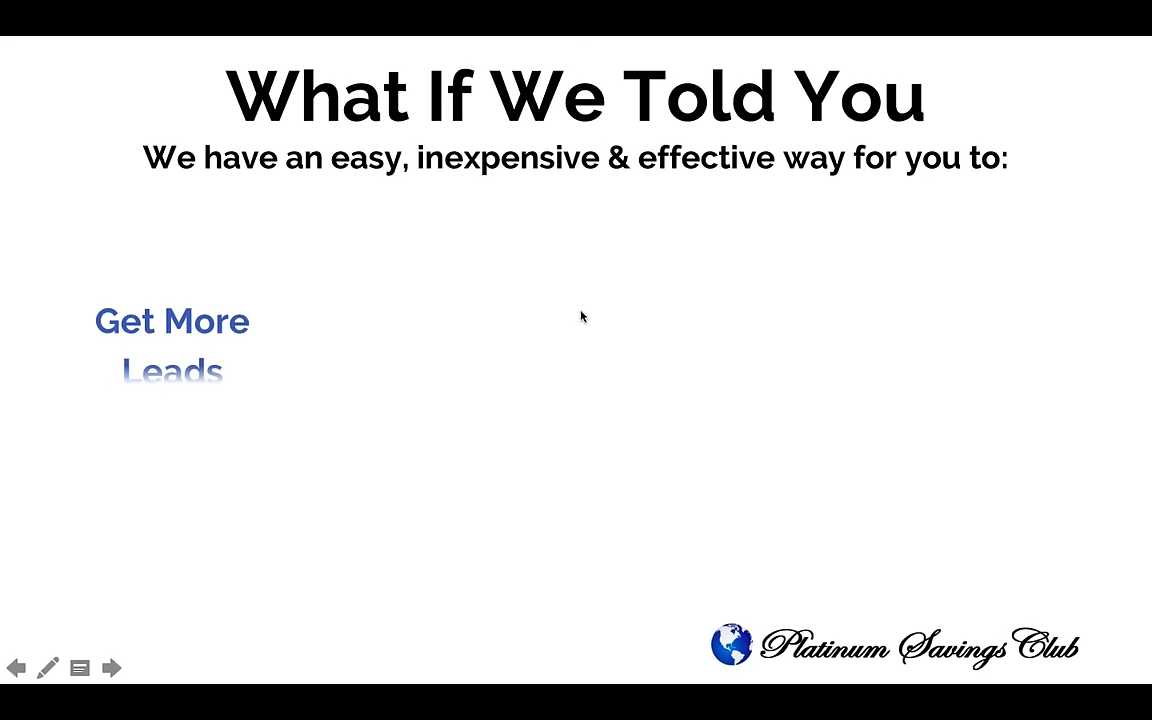 What If We Told You
We have an easy, inexpensive & effective way for you to:
Get More
Leads
Platinum Savings Club